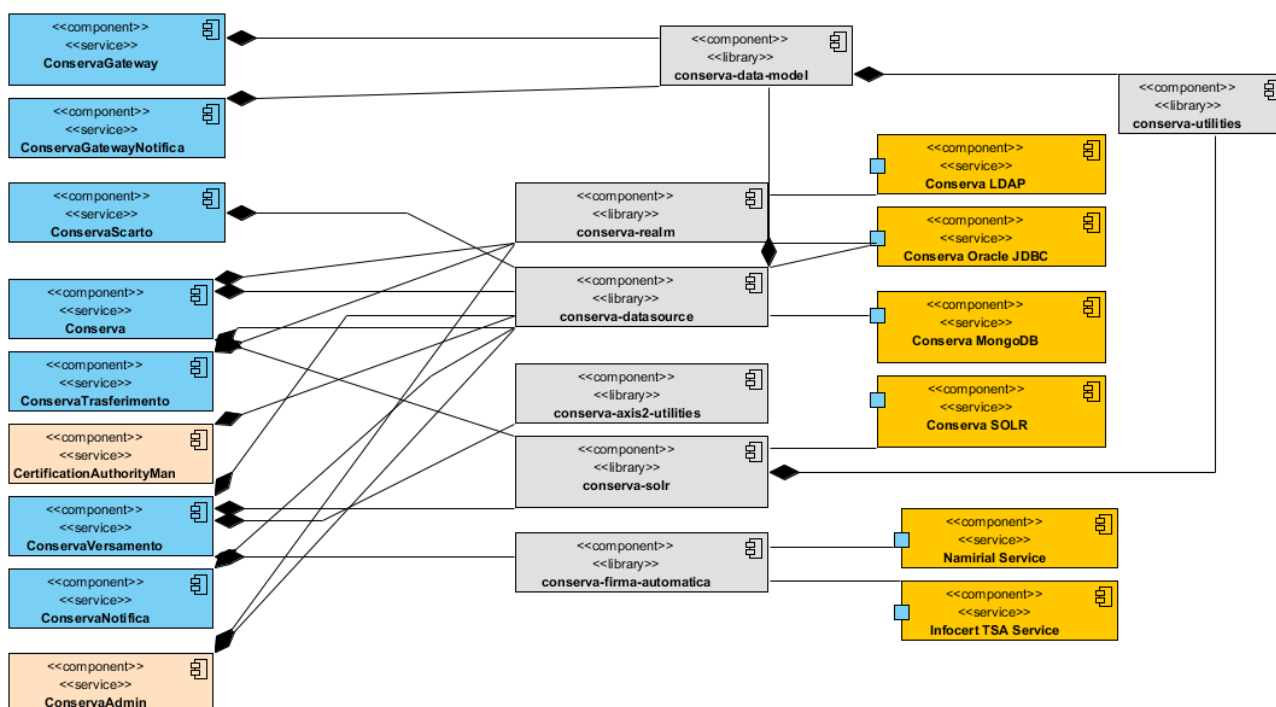 <<component>>
<<service>>
ConservaGateway
<<component>>
<<service>>
ConservaGatewayNotifica
<<component>>
<<service>>
ConservaScarto
<<component>>
<<service>>
Conserva
<<component>>
<<service>>
ConservaTrasferimento
<<component>>
<<service>>
CertificationAuthorityMan
<<component>>
<<service>>
ConservaVersamento
<<component>>
<<service>>
ConservaNotifica
<<component>>
<<service>>
ConservaAdmin
<<component>>
<<library>>
conserva-data-model
<<component>>
<<library>>
conserva-realm
<<component>>
<<library>>
conserva-datasource
<<component>>
<<library>>
conserva-axis2-utilities
<<component>>
<<library>>
conserva-solr
<<component>>
<<library>>
conserva-firma-automatica
<<component>>
<<library>>
conserva-utilities
<<component>>
<<service>>
Conserva LDAP
<<component>>
<<service>>
Conserva Oracle JDBC
<<component>>
<<service>>
Conserva MongoDB
<<component>>
<<service>>
Conserva SOLR
<<component>>
<<service>>
Namirial Service
<<component>>
<<service>>
Infocert TSA Service